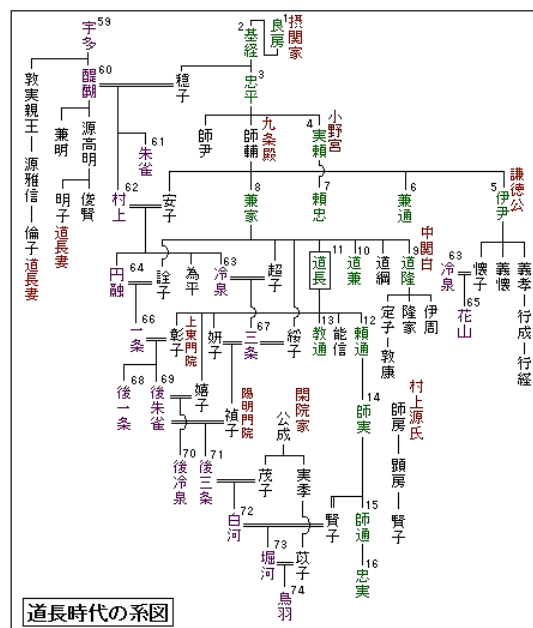 59
宇多
1
良房
摂関家
2
基経
60
醍醐
穏子
3
忠平
敦実親王
源雅信
倫子
道長妻
兼明
源高明
61
朱雀
師尹
師輔
九条殿
4
実頼
小野宮
明子
道長妻
俊賢
62
村上
安子
8
兼家
7
頼忠
6
兼通
5
伊尹
謙徳公
64
円融
詮子
為平
63
冷泉
超子
11
道長
10
道兼
道綱
9
道隆
中関白
63
冷泉
懐子
義懐
義孝
行成
行経
65
花山
定子
敦康
隆家
伊周
66
一条
彰子
上東門院
妍子
67
三条
綏子
13
教通
能信
12
頼通
68
後一条
69
後朱雀
嬉子
禎子
陽明門院
14
師実
村上源氏
師房
顕房
賢子
閑院家
公成
70
後冷泉
71
後三条
茂子
実季
72
白河
賢子
15
師通
73
堀河
苡子
16
忠実
74
鳥羽
道長時代の系図